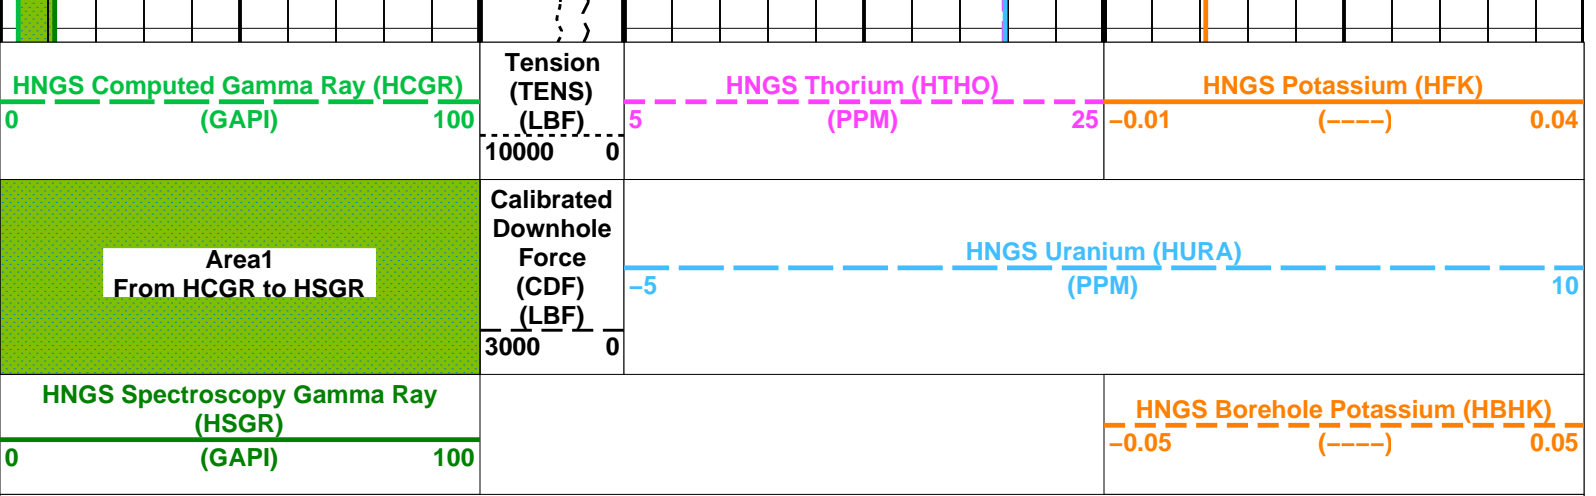 HNGS Computed Gamma Ray (HCGR)
0 (GAPI) 100
Tension
(TENS)
(LBF)
10000 0
HNGS Thorium (HTHO)
5 (PPM) 25
HNGS Potassium (HFK)
−0.01 (−−−−) 0.04
Area1
From HCGR to HSGR
Calibrated
Downhole
Force
(CDF)
(LBF)
3000 0
HNGS Uranium (HURA)
−5 (PPM) 10
HNGS Spectroscopy Gamma Ray
(HSGR)
0 (GAPI) 100
HNGS Borehole Potassium (HBHK)
−0.05 (−−−−) 0.05